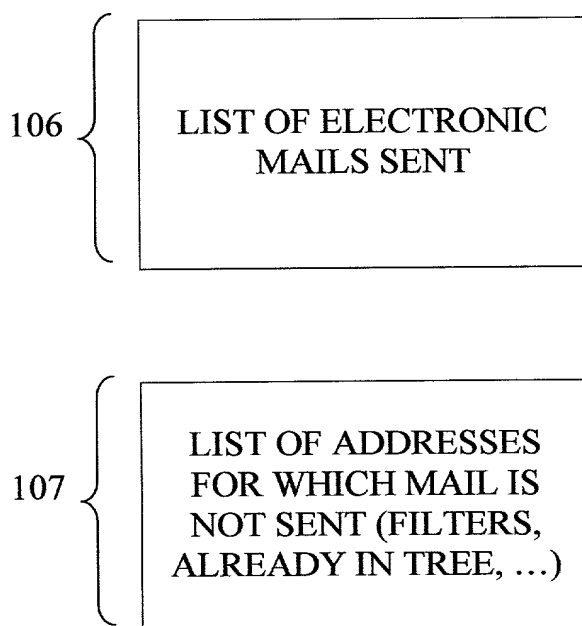 106
LIST OF ELECTRONIC
MAILS SENT
107
LIST OF ADDRESSES
FOR WHICH MAIL IS
NOT SENT (FILTERS,
ALREADY IN TREE, ...)